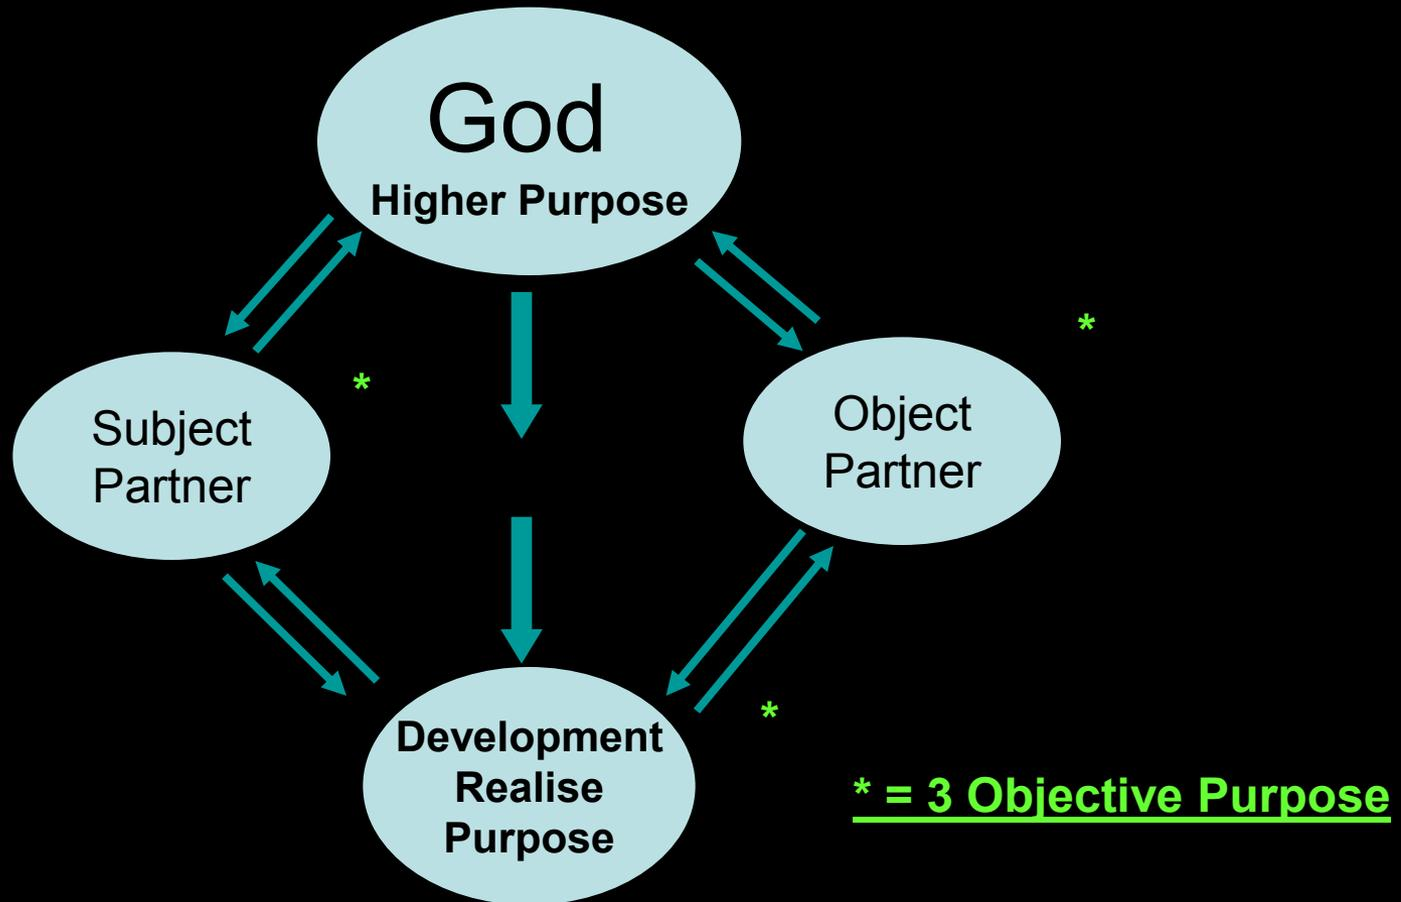 God
Higher Purpose
*
*
Subject
Partner
Object
Partner
*
Development
Realise
Purpose
* = 3 Objective Purpose